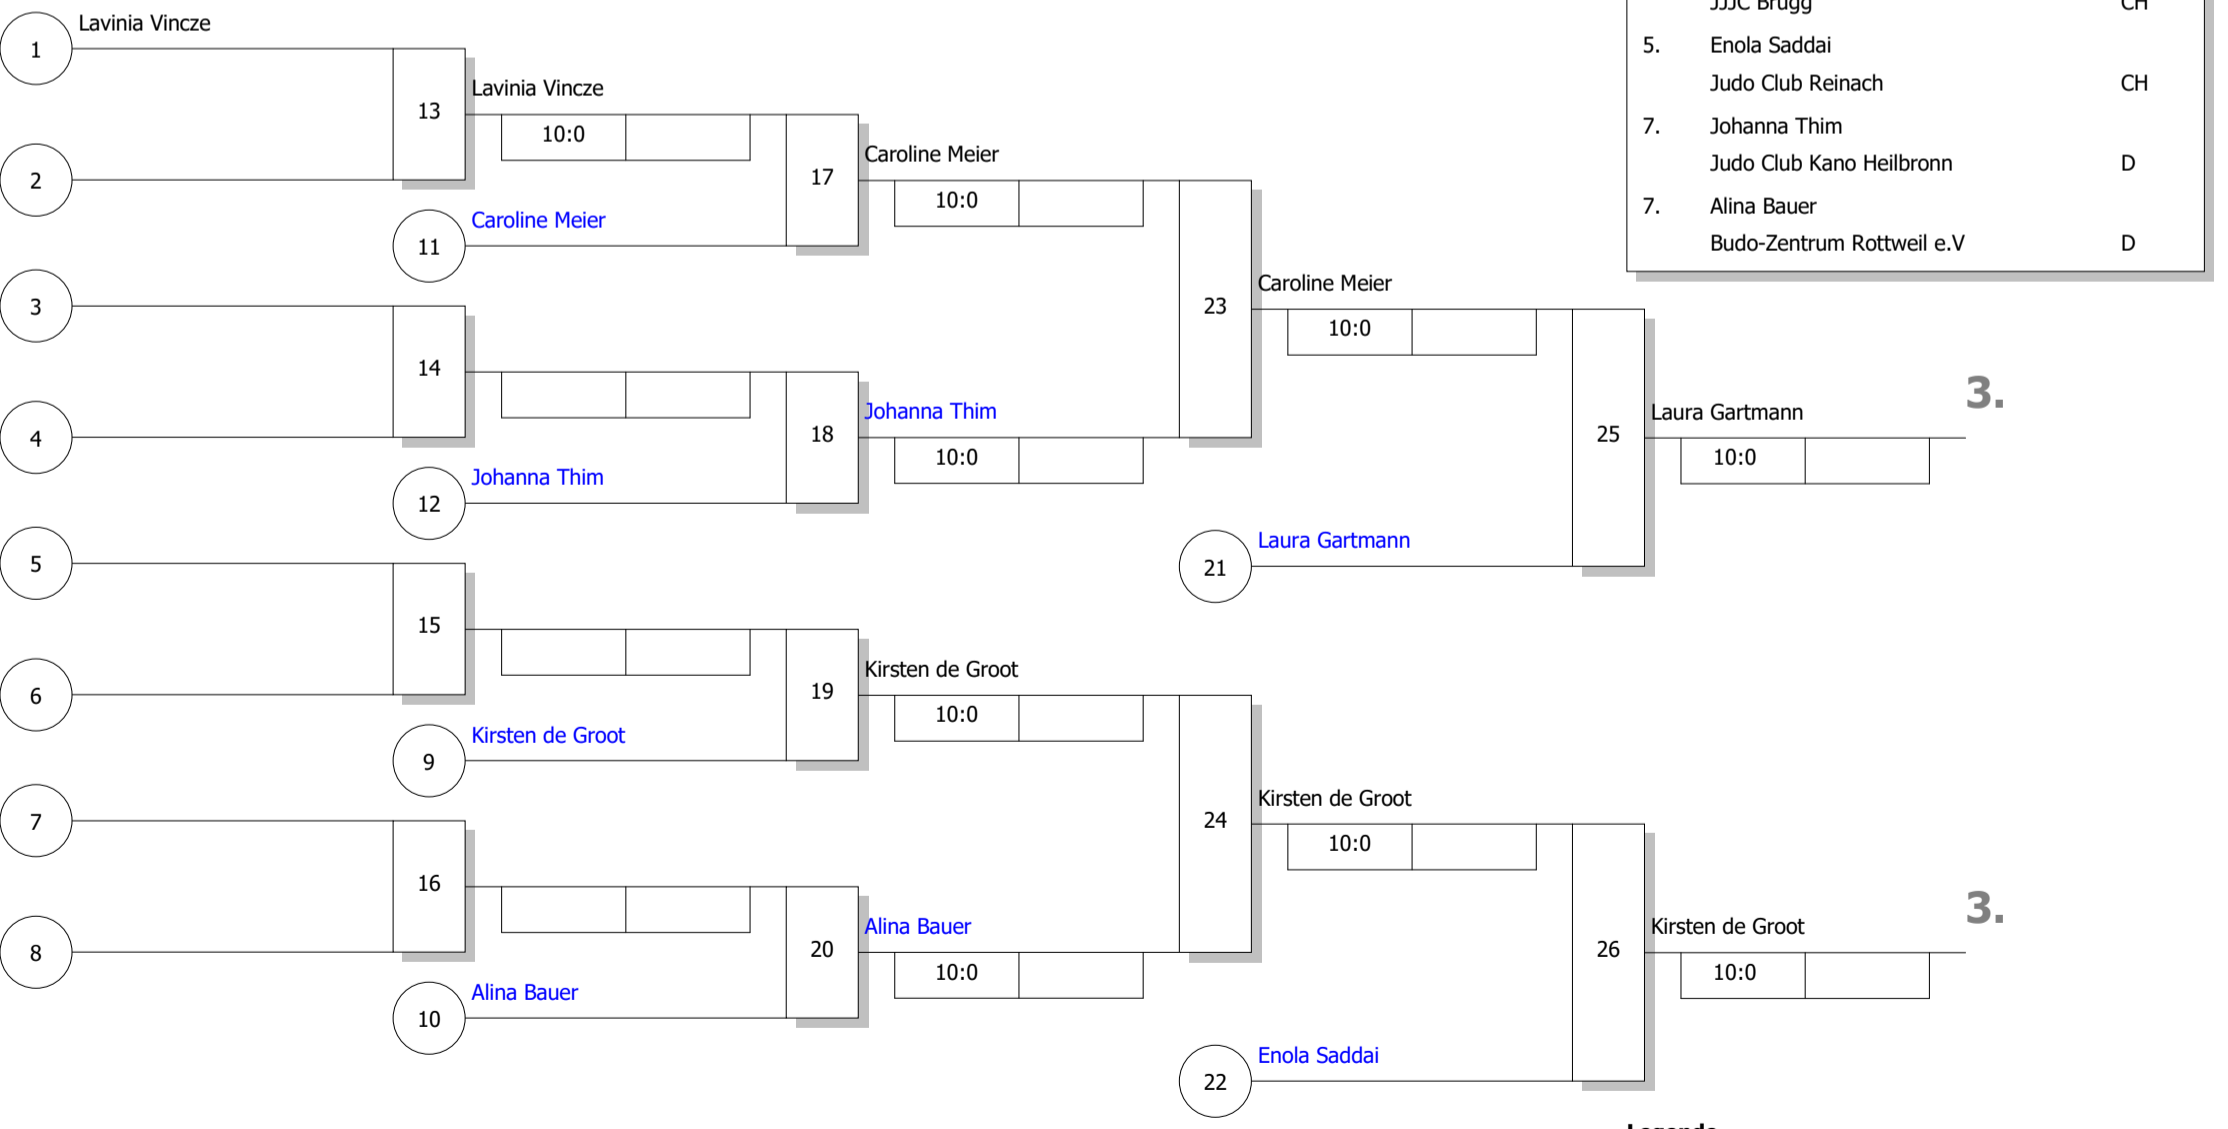 Lavinia Vincze
1
13
Lavinia Vincze
10:0
2
17
Caroline Meier
10:0
11
Caroline Meier
3
14
23
Caroline Meier
10:0
4
18
Johanna Thim
10:0
12
Johanna Thim
25
Laura Gartmann
10:0
3.
5
15
21
Laura Gartmann
6
19
Kirsten de Groot
10:0
9
Kirsten de Groot
7
16
24
Kirsten de Groot
10:0
8
20
Alina Bauer
10:0
10
Alina Bauer
26
Kirsten de Groot
10:0
3.
22
Enola Saddai
JJJC Brugg CH
5. Enola Saddai
Judo Club Reinach CH
7. Johanna Thim
Judo Club Kano Heilbronn D
7. Alina Bauer
Budo-Zentrum Rottweil e.V D